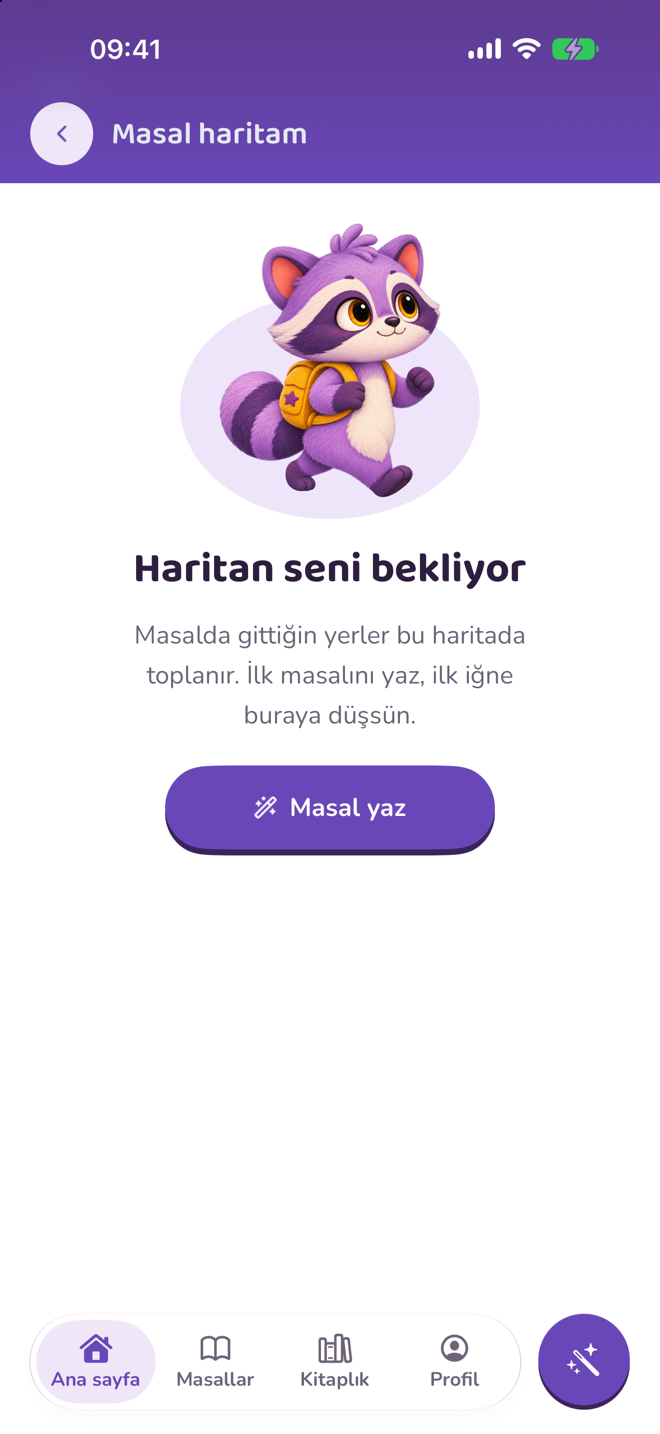 09:41
Masal haritam
Haritan seni bekliyor
Masalda gittiğin yerler bu haritada
toplanır. İlk masalını yaz, ilk iğne
buraya düşsün.
Masal yaz
Ana sayfa
Masallar
Kitaplık
Profil